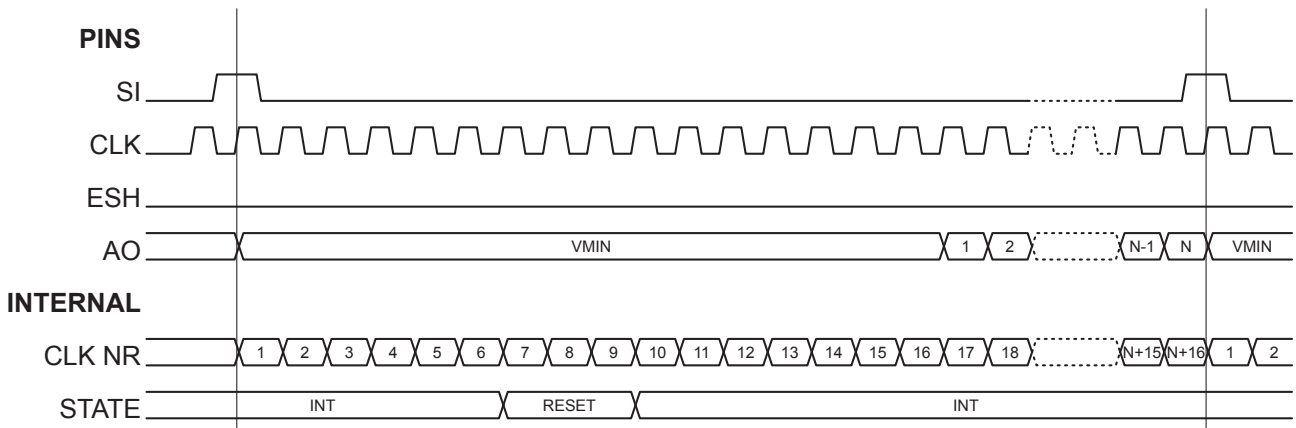 PINS
SI
CLK
ESH
AO VMIN 1 2 N-1 N VMIN
INTERNAL
CLK NR 1 2 3 4 5 6 7 8 9 10 11 12 13 14 15 16 17 18 N+15 N+16 1 2
STATE INT RESET INT